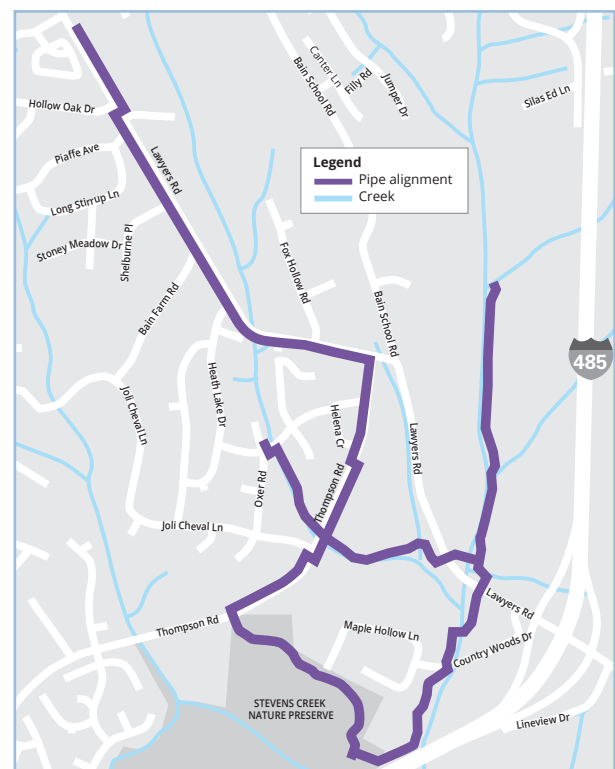 Canter Ln
Filly Rd
Jumper Dr
Bain School Rd
Silas Ed Ln
Hollow Oak Dr
Piaffe Ave
Lawyers Rd
Long Stirrup Ln
Stoney Meadow Dr
Shelburne Pl
Legend
Pipe alignment
Creek
Fox Hollow Rd
Bain Farm Rd
Bain School Rd
485
Heath Lake Dr
Joli Cheval Ln
Helena Cr
Lawyers Rd
Oxer Rd
Thompson Rd
Joli Cheval Ln
Lawyers Rd
Thompson Rd
Maple Hollow Ln
Country Woods Dr
STEVENS CREEK
NATURE PRESERVE
Lineview Dr